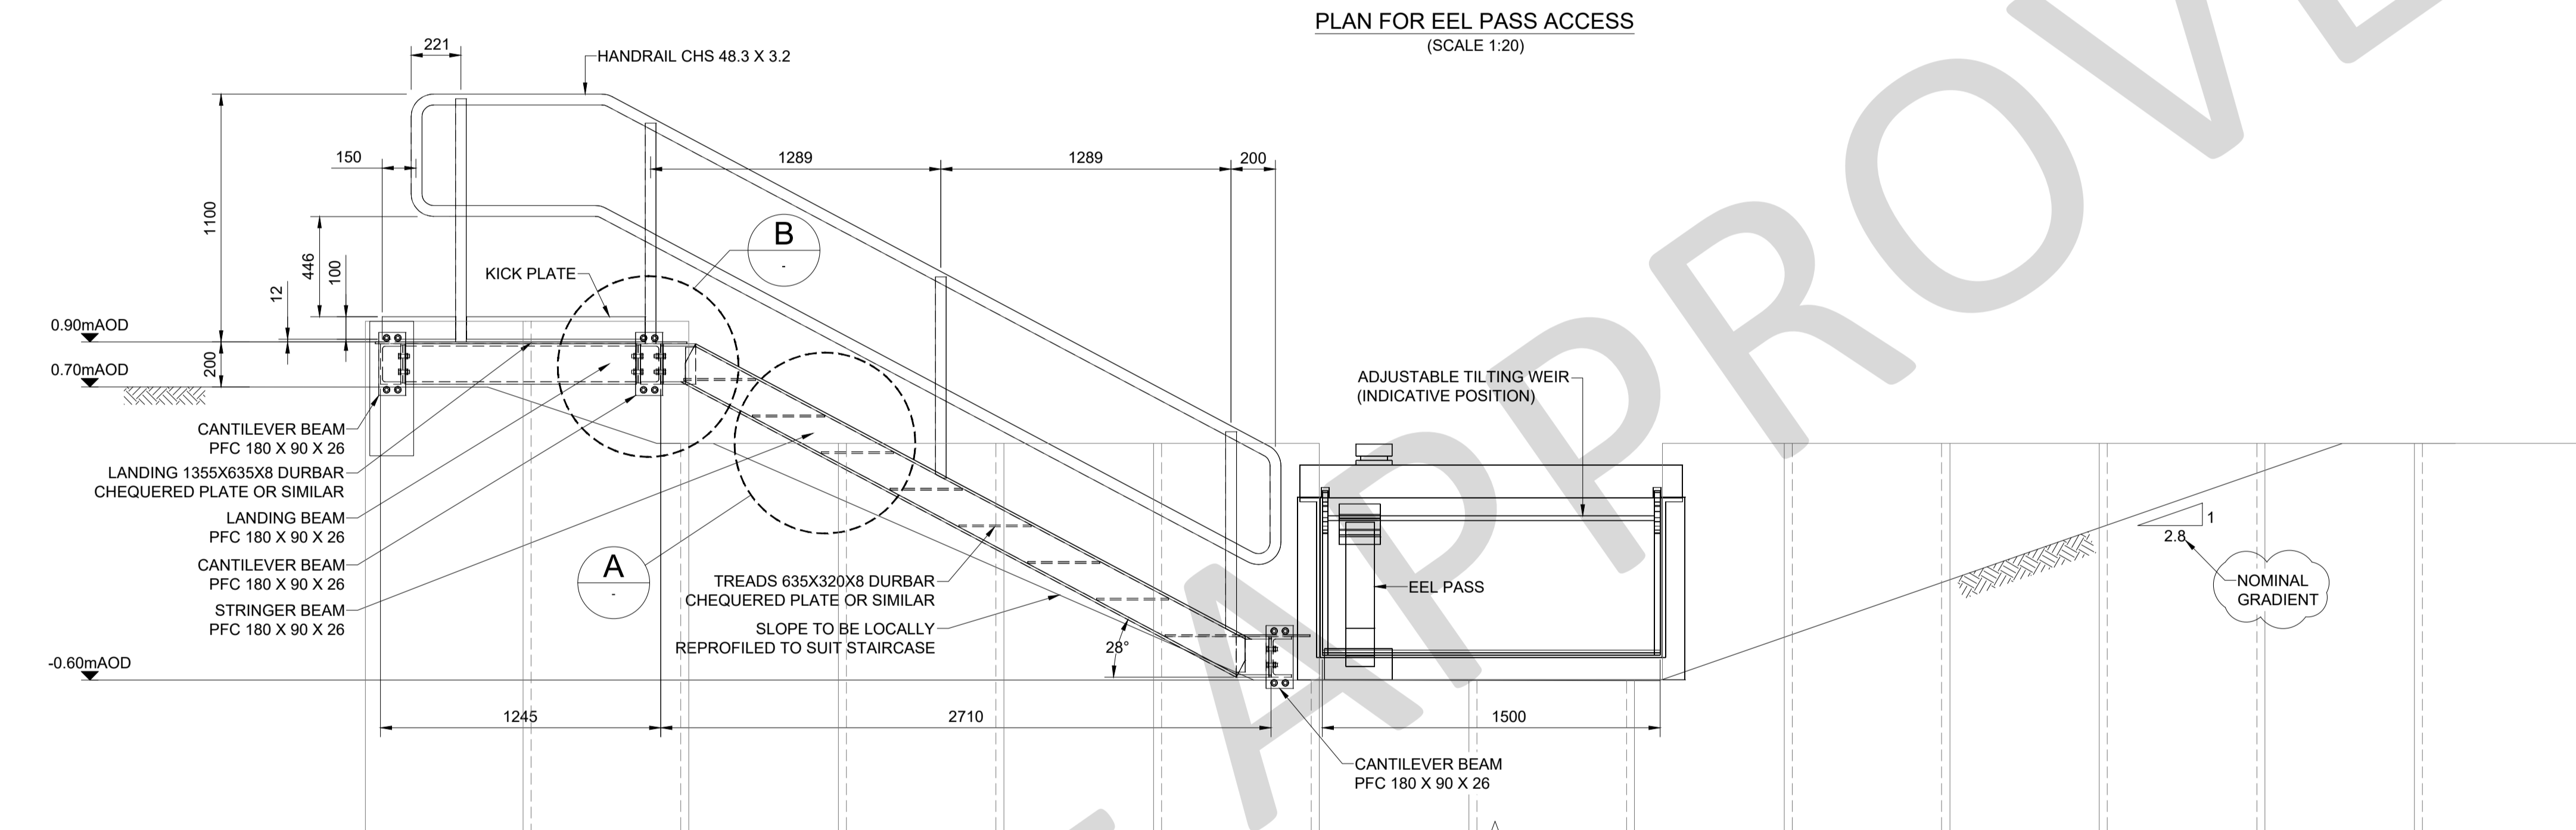 PLAN FOR EEL PASS ACCESS
(SCALE 1:20)
221
HANDRAIL CHS 48.3 X 3.2
150
1289
1289
200
1100
B
-
446
100
KICK PLATE
12
0.90mAOD
200
0.70mAOD
CANTILEVER BEAM
PFC 180 X 90 X 26
LANDING 1355X635X8 DURBAR
CHEQUERED PLATE OR SIMILAR
LANDING BEAM
PFC 180 X 90 X 26
CANTILEVER BEAM
PFC 180 X 90 X 26
STRINGER BEAM
PFC 180 X 90 X 26
A
-
TREADS 635X320X8 DURBAR
CHEQUERED PLATE OR SIMILAR
SLOPE TO BE LOCALLY
REPROFILED TO SUIT STAIRCASE
28°
-0.60mAOD
ADJUSTABLE TILTING WEIR
(INDICATIVE POSITION)
EEL PASS
1
2.8
NOMINAL
GRADIENT
1245
2710
1500
CANTILEVER BEAM
PFC 180 X 90 X 26
APPROVE